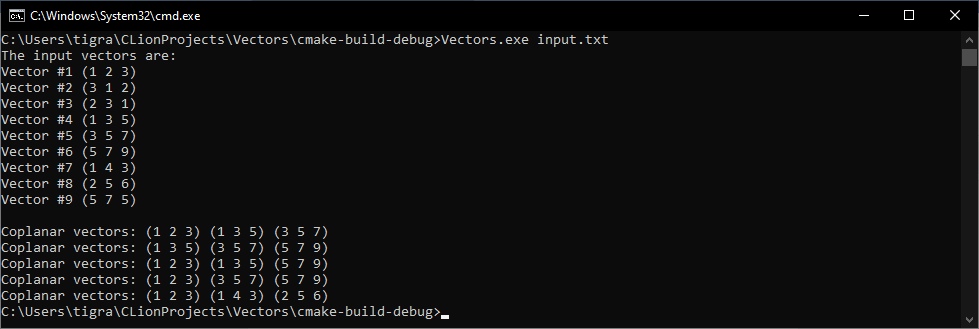 C:\Windows\System32\cmd.exe
C:\Users\tigra\CLionProjects\Vectors\cmake-build-debug>Vectors.exe input.txt
The input vectors are:
Vector #1 (1 2 3)
Vector #2 (3 1 2)
Vector #3 (2 3 1)
Vector #4 (1 3 5)
Vector #5 (3 5 7)
Vector #6 (5 7 9)
Vector #7 (1 4 3)
Vector #8 (2 5 6)
Vector #9 (5 7 5)
Coplanar vectors: (1 2 3) (1 3 5) (3 5 7)
Coplanar vectors: (1 3 5) (3 5 7) (5 7 9)
Coplanar vectors: (1 2 3) (1 3 5) (5 7 9)
Coplanar vectors: (1 2 3) (3 5 7) (5 7 9)
Coplanar vectors: (1 2 3) (1 4 3) (2 5 6)
C:\Users\tigra\CLionProjects\Vectors\cmake-build-debug>